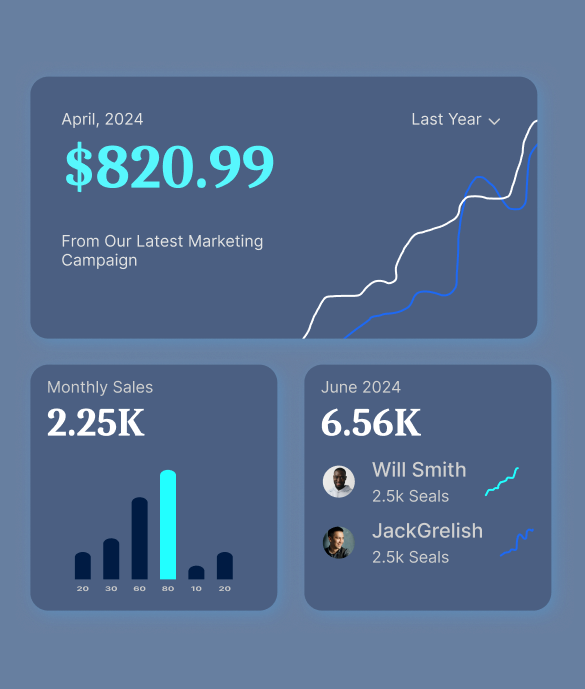 April, 2024
Last Year
$820.99
From Our Latest Marketing
Campaign
Monthly Sales
2.25K
20 30 60 80 10 20
June 2024
6.56K
Will Smith
2.5k Seals
JackGrelish
2.5k Seals